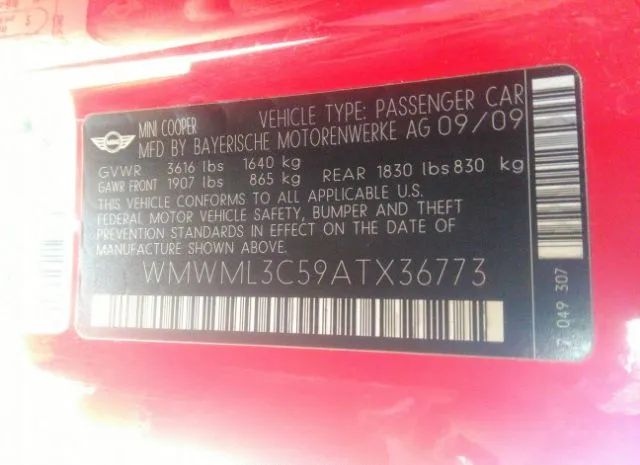 MINI COOPER VEHICLE TYPE: PASSENGER CAR
MFD BY BAYERISCHE MOTORENWERKE AG 09/09
GVWR 3616 lbs 1640 kg
GAWR FRONT 1907 lbs 865 kg REAR 1830 lbs 830 kg
THIS VEHICLE CONFORMS TO ALL APPLICABLE U.S.
FEDERAL MOTOR VEHICLE SAFETY, BUMPER AND THEFT
PREVENTION STANDARDS IN EFFECT ON THE DATE OF
MANUFACTURE SHOWN ABOVE.
WMWML3C59ATX36773
7 049 307